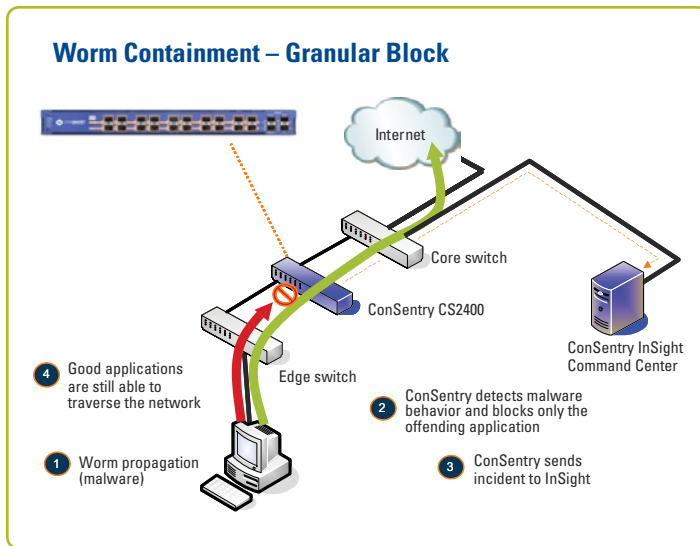 Worm Containment – Granular Block
Internet
Core switch
ConSentry CS2400
ConSentry InSight
Command Center
Edge switch
4 Good applications
are still able to
traverse the network
2 ConSentry detects malware
behavior and blocks only the
offending application
1 Worm propagation
(malware)
3 ConSentry sends
incident to InSight